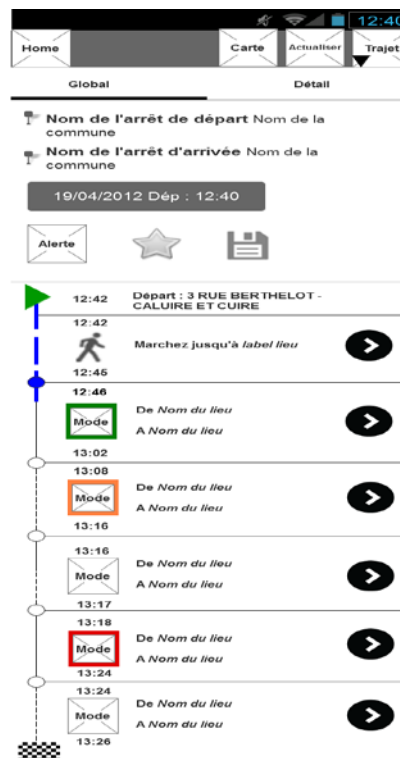 12:40
Home
Carte
Actualiser
Trajet
Global
Détail
Nom de l'arrêt de départ Nom de la
commune
Nom de l'arrêt d'arrivée Nom de la
commune
19/04/2012 Dép : 12:40
Alerte
12:42
Départ : 3 RUE BERTHELOT -
CALUIRE ET CUIRE
12:42
Marchez jusqu'à label lieu
12:45
12:46
Mode
De Nom du lieu
A Nom du lieu
13:02
13:08
Mode
De Nom du lieu
A Nom du lieu
13:16
13:16
Mode
De Nom du lieu
A Nom du lieu
13:17
13:18
Mode
De Nom du lieu
A Nom du lieu
13:24
13:24
Mode
De Nom du lieu
A Nom du lieu
13:26